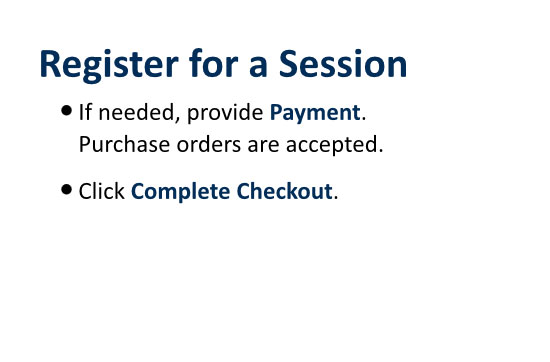 Register for a Session
• If needed, provide Payment.
Purchase orders are accepted.
• Click Complete Checkout.